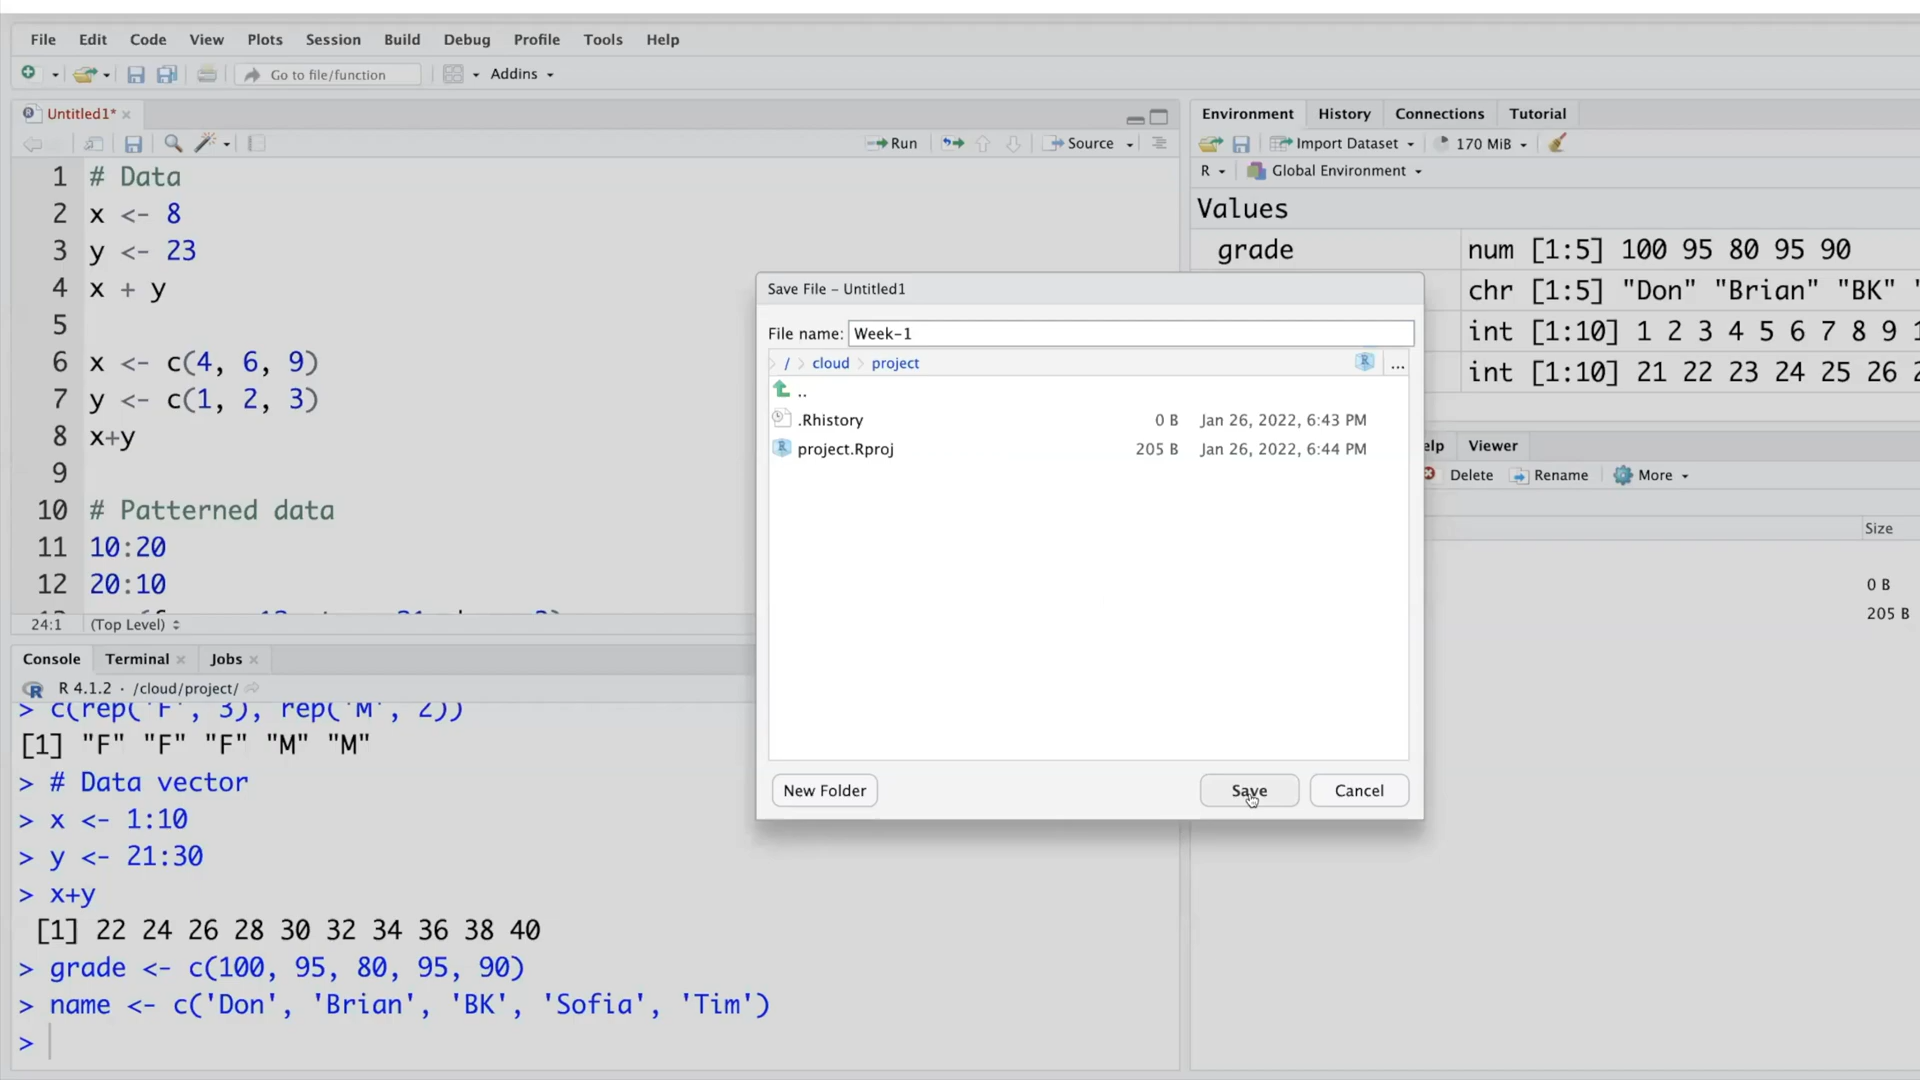 File Edit Code View Plots Session Build Debug Profile Tools Help
Go to file/function Addins
Untitled1*
Run Source
1 # Data
2 x <- 8
3 y <- 23
4 x + y
5
6 x <- c(4, 6, 9)
7 y <- c(1, 2, 3)
8 x+y
9
10 # Patterned data
11 10:20
12 20:10
24:1 (Top Level)
Console Terminal Jobs
R 4.1.2 · /cloud/project/
> c(rep('F', 3), rep('M', 2))
[1] "F" "F" "F" "M" "M"
> # Data vector
> x <- 1:10
> y <- 21:30
> x+y
[1] 22 24 26 28 30 32 34 36 38 40
> grade <- c(100, 95, 80, 95, 90)
> name <- c('Don', 'Brian', 'BK', 'Sofia', 'Tim')
>
Save File – Untitled1
File name: Week-1
/ cloud project
...
..
.Rhistory 0 B Jan 26, 2022, 6:43 PM
project.Rproj 205 B Jan 26, 2022, 6:44 PM
New Folder Save Cancel
Environment History Connections Tutorial
Import Dataset 170 MiB
R Global Environment
Values
grade num [1:5] 100 95 80 95 90
chr [1:5] "Don" "Brian" "BK" "
int [1:10] 1 2 3 4 5 6 7 8 9 1
int [1:10] 21 22 23 24 25 26 2
elp Viewer
Delete Rename More
Size
0 B
205 B